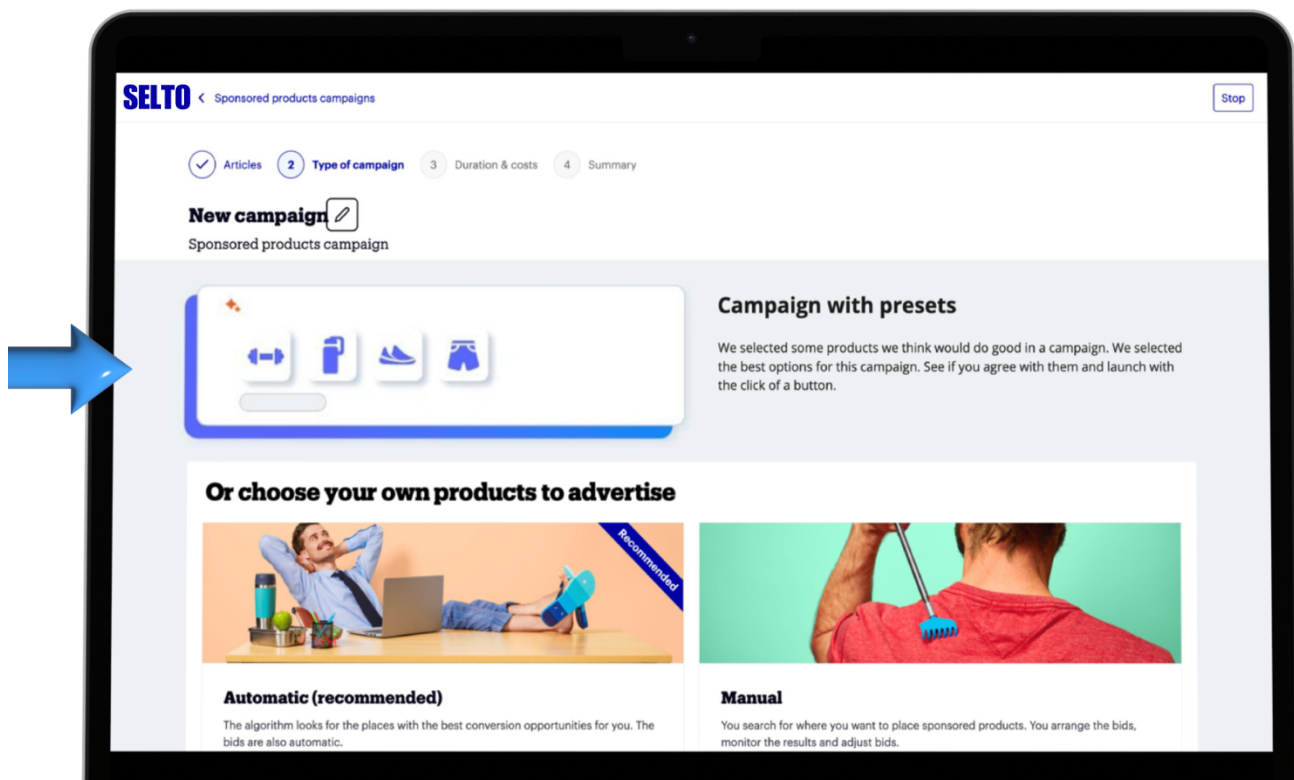 SELTO
Sponsored products campaigns
Stop
Articles 2 Type of campaign 3 Duration & costs 4 Summary
New campaign
Sponsored products campaign
Campaign with presets
We selected some products we think would do good in a campaign. We selected
the best options for this campaign. See if you agree with them and launch with
the click of a button.
Or choose your own products to advertise
Recommended
Automatic (recommended)
The algorithm looks for the places with the best conversion opportunities for you. The
bids are also automatic.
Manual
You search for where you want to place sponsored products. You arrange the bids,
monitor the results and adjust bids.